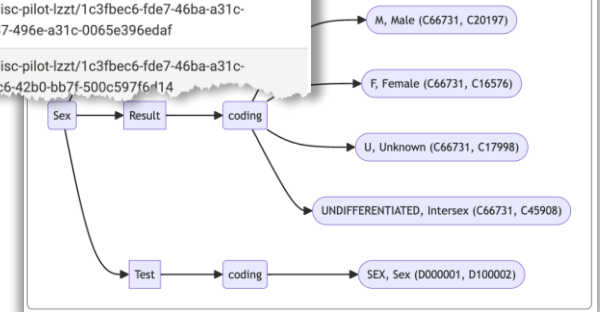 isc-pilot-lzzt/1c3fbec6-fde7-46ba-a31c-
7-496e-a31c-0065e396edaf
isc-pilot-lzzt/1c3fbec6-fde7-46ba-a31c-
c6-42b0-bb7f-500c597f6d14
M, Male (C66731, C20197)
F, Female (C66731, C16576)
Sex
Result
coding
U, Unknown (C66731, C17998)
UNDIFFERENTIATED, Intersex (C66731, C45908)
Test
coding
SEX, Sex (D000001, D100002)